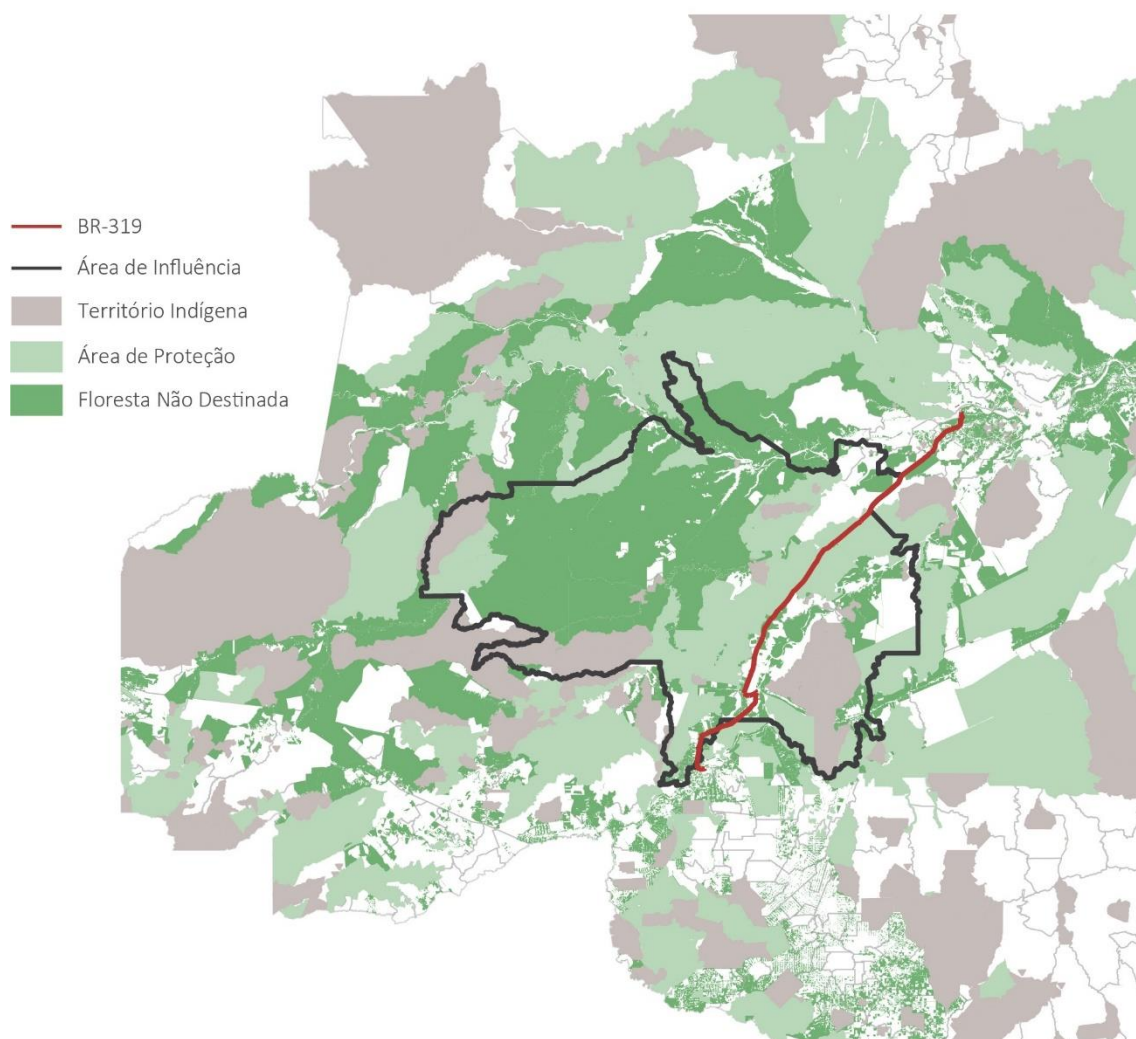 BR-319
Área de Influência
Território Indígena
Área de Proteção
Floresta Não Destinada